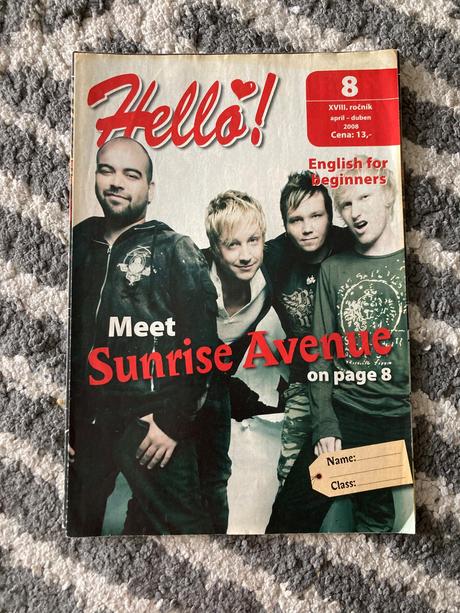 Hello!
8
XVIII. ročník
april – duben
2008
Cena: 13,-
English for
beginners
Meet
Sunrise Avenue
on page 8
Name:
Class: